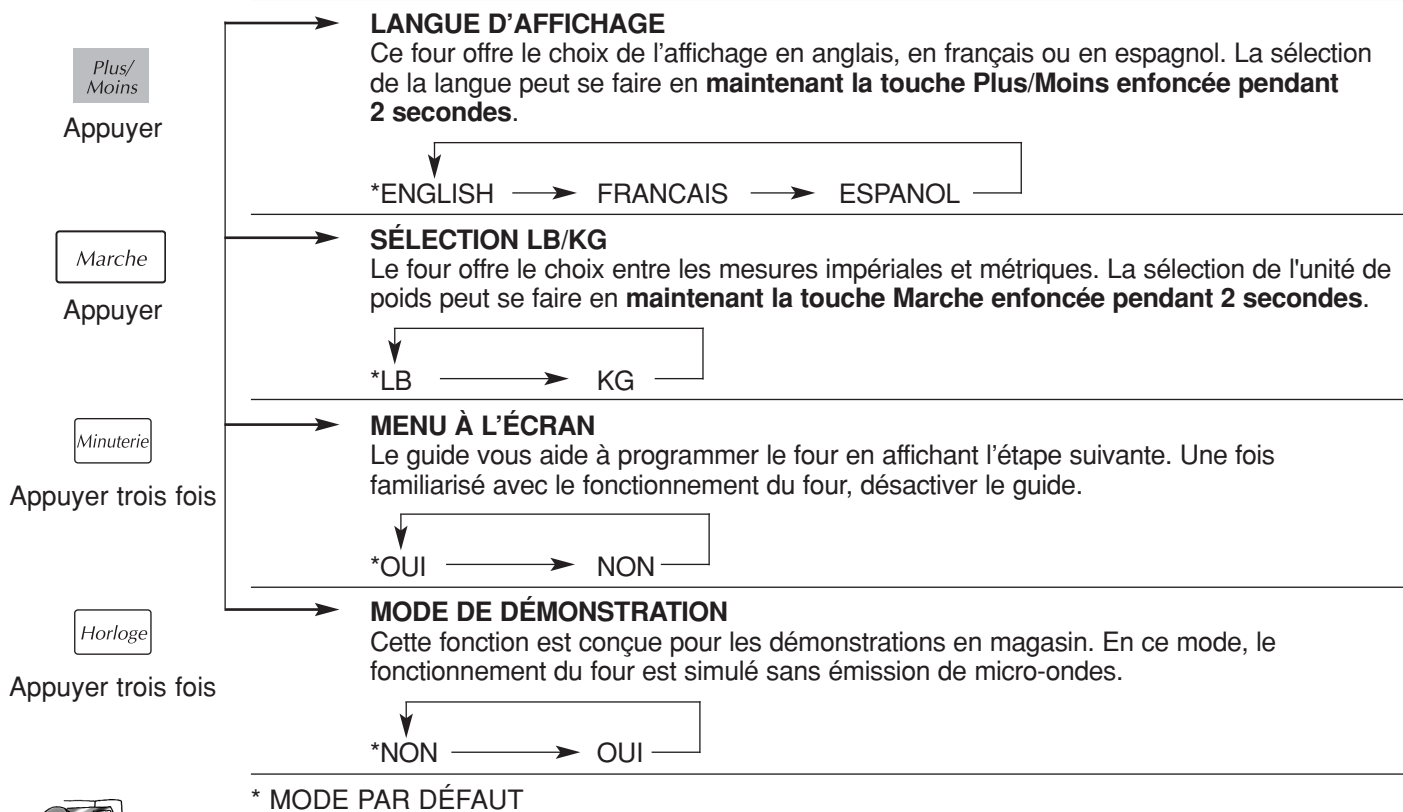 LANGUE D’AFFICHAGE
Plus/
Moins
Appuyer
Ce four offre le choix de l’affichage en anglais, en français ou en espagnol. La sélection
de la langue peut se faire en maintenant la touche Plus/Moins enfoncée pendant
2 secondes.
*ENGLISH FRANCAIS ESPANOL
Marche
Appuyer
SÉLECTION LB/KG
Le four offre le choix entre les mesures impériales et métriques. La sélection de l'unité de
poids peut se faire en maintenant la touche Marche enfoncée pendant 2 secondes.
*LB KG
Minuterie
Appuyer trois fois
MENU À L’ÉCRAN
Le guide vous aide à programmer le four en affichant l’étape suivante. Une fois
familiarisé avec le fonctionnement du four, désactiver le guide.
*OUI NON
Horloge
Appuyer trois fois
MODE DE DÉMONSTRATION
Cette fonction est conçue pour les démonstrations en magasin. En ce mode, le
fonctionnement du four est simulé sans émission de micro-ondes.
*NON OUI
* MODE PAR DÉFAUT